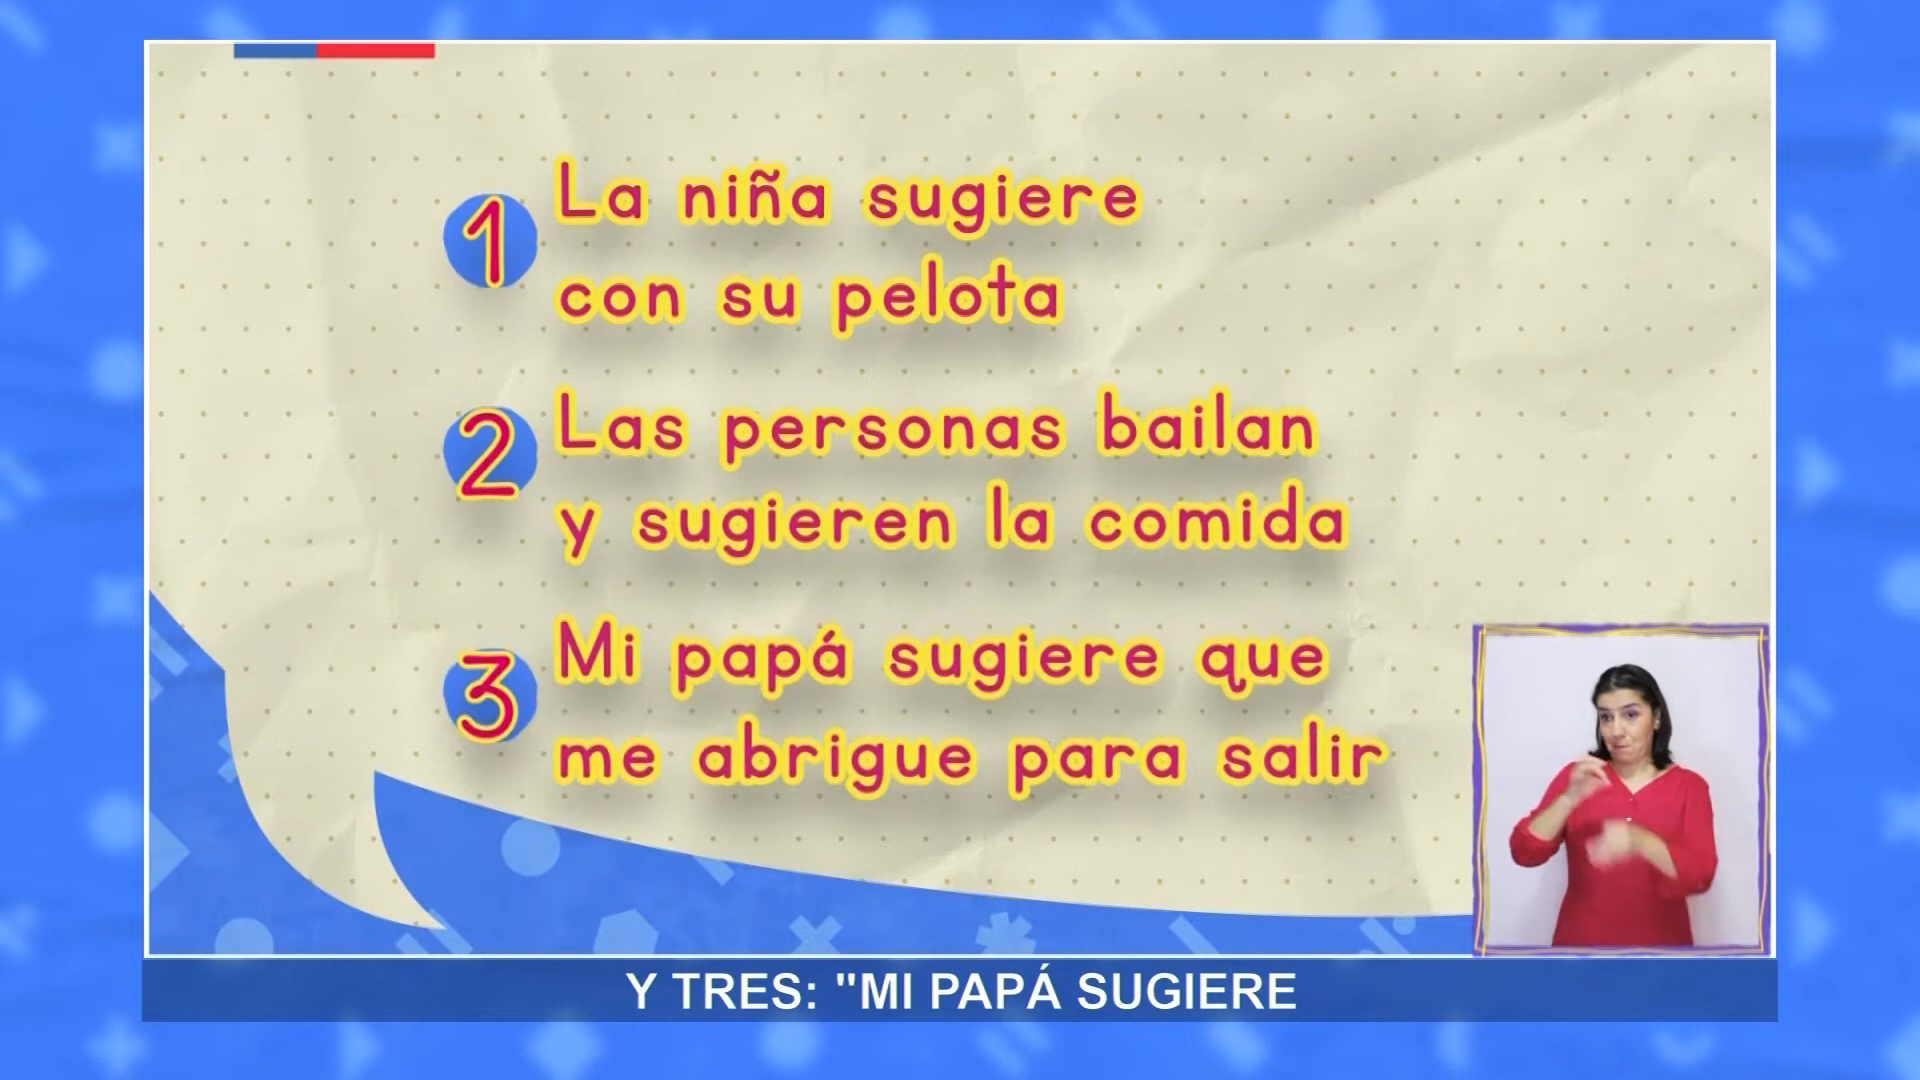 1
La niña sugiere
con su pelota
2
Las personas bailan
y sugieren la comida
3
Mi papá sugiere que
me abrigue para salir
Y TRES: "MI PAPÁ SUGIERE